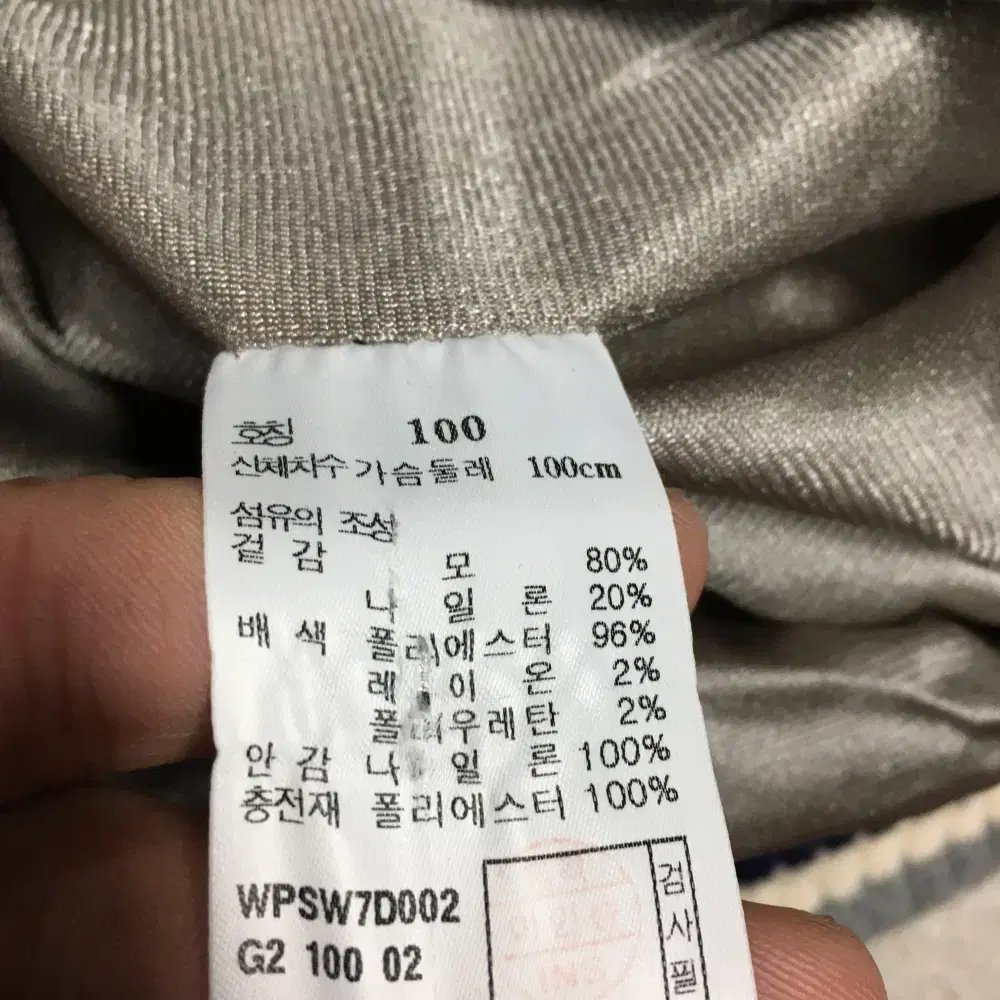 호칭 100
신체치수 가슴둘레 100cm
섬유의 조성
겉 감 모 80%
나 일 론 20%
배 색 폴리에스터 96%
레 이 온 2%
폴리우레탄 2%
안 감 나 일 론 100%
충전재 폴리에스터 100%
WPSW7D002
G2 100 02
검
사
필